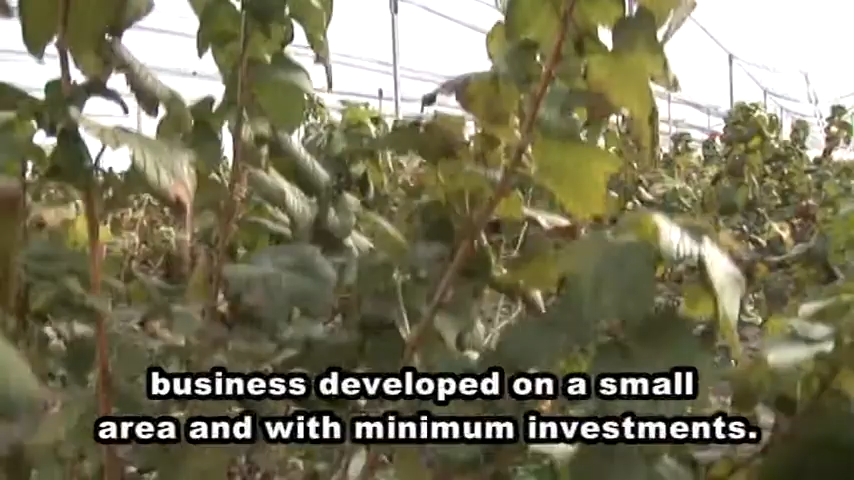 business developed on a small
area and with minimum investments.